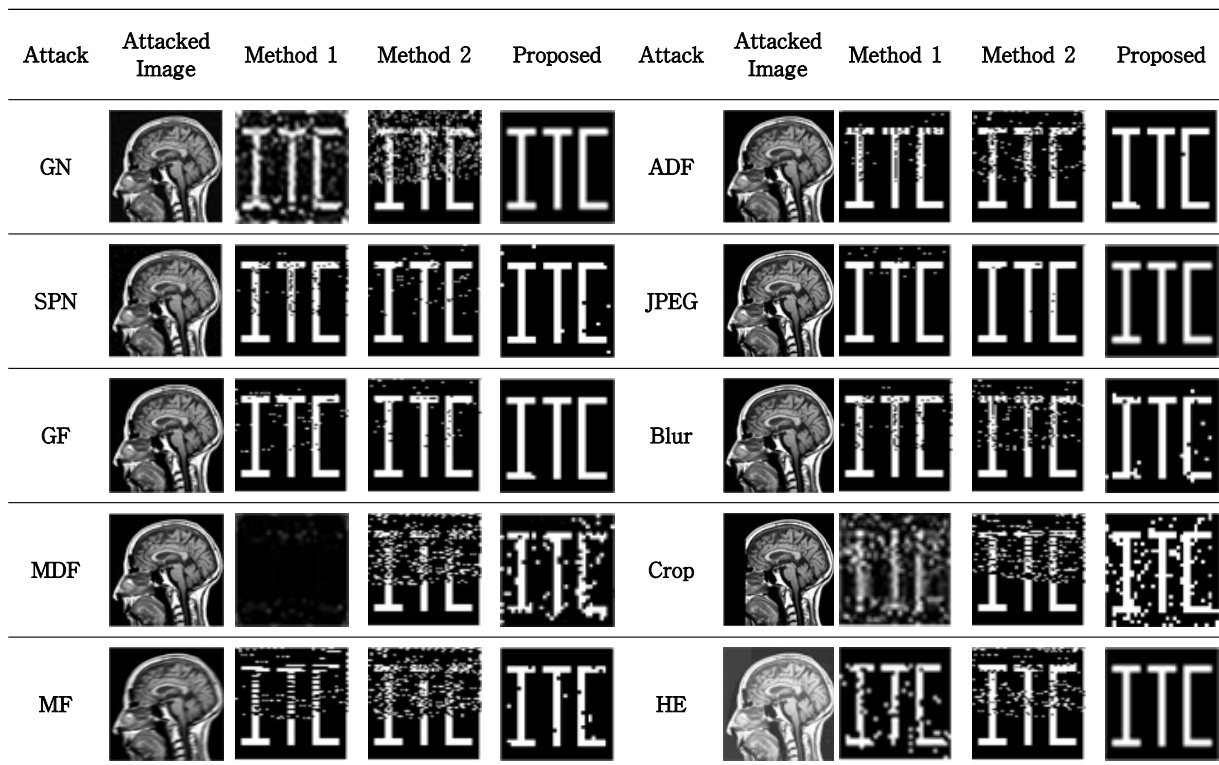 Attack Attacked Image Method 1 Method 2 Proposed Attack Attacked Image Method 1 Method 2 Proposed
GN ITC ITC ITC ADF ITC ITC ITC
SPN ITC ITC ITC JPEG ITC ITC ITC
GF ITC ITC ITC Blur ITC ITC ITC
MDF ITC ITC Crop ITC ITC ITC
MF ITC ITC ITC HE ITC ITC ITC